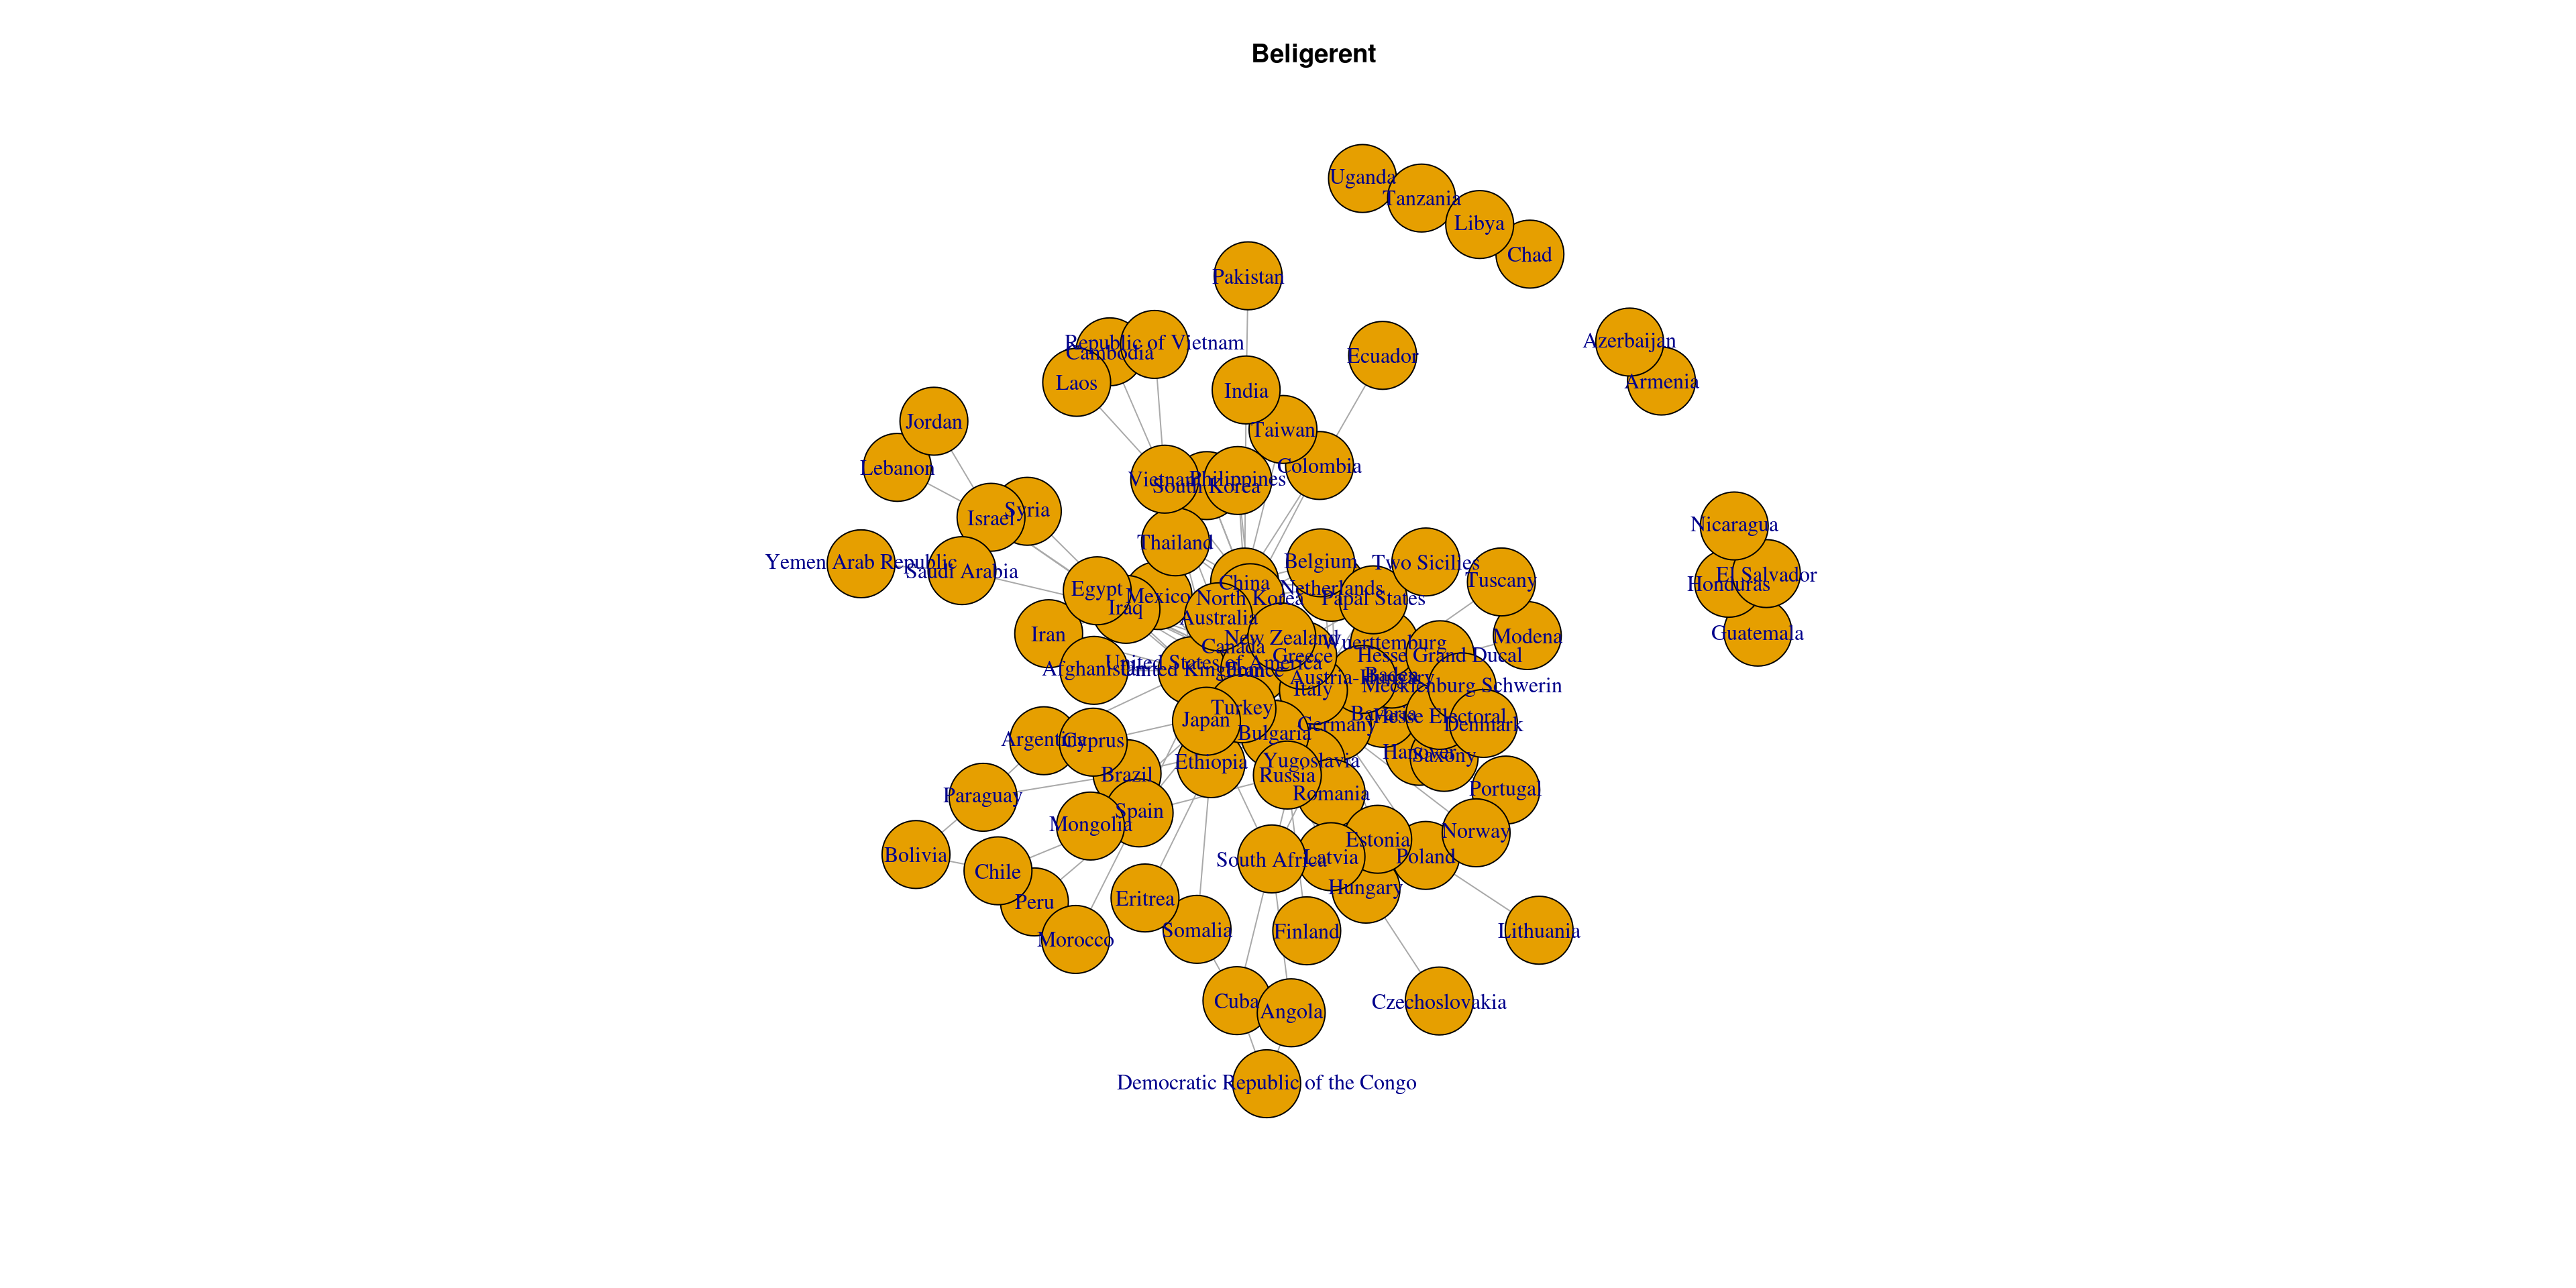 Beligerent
Uganda
Tanzania
Libya
Chad
Pakistan
Azerbaijan
Republic of Vietnam
Cambodia
Ecuador
Laos
India
Armenia
Jordan
Taiwan
Lebanon
Colombia
Vietnam
Philippines
South Korea
Syria
Israel
Nicaragua
Thailand
Yemen Arab Republic
Saudi Arabia
Belgium
Two Sicilies
Tuscany
El Salvador
Honduras
China
Egypt
Netherlands
Mexico
North Korea
Papal States
Iraq
Australia
Iran
New Zealand
Wuerttemburg
Modena
Guatemala
Canada
Greece
Hesse Grand Ducal
Afghanistan
United States of America
United Kingdom
France
Austria-Hungary
Baden
Italy
Mecklenburg Schwerin
Turkey
Japan
Bavaria
Hesse Electoral
Germany
Denmark
Argentina
Cyprus
Bulgaria
Hanover
Saxony
Ethiopia
Yugoslavia
Brazil
Russia
Paraguay
Romania
Portugal
Spain
Mongolia
Norway
Estonia
Bolivia
South Africa
Latvia
Poland
Chile
Hungary
Peru
Eritrea
Morocco
Somalia
Finland
Lithuania
Cuba
Angola
Czechoslovakia
Democratic Republic of the Congo